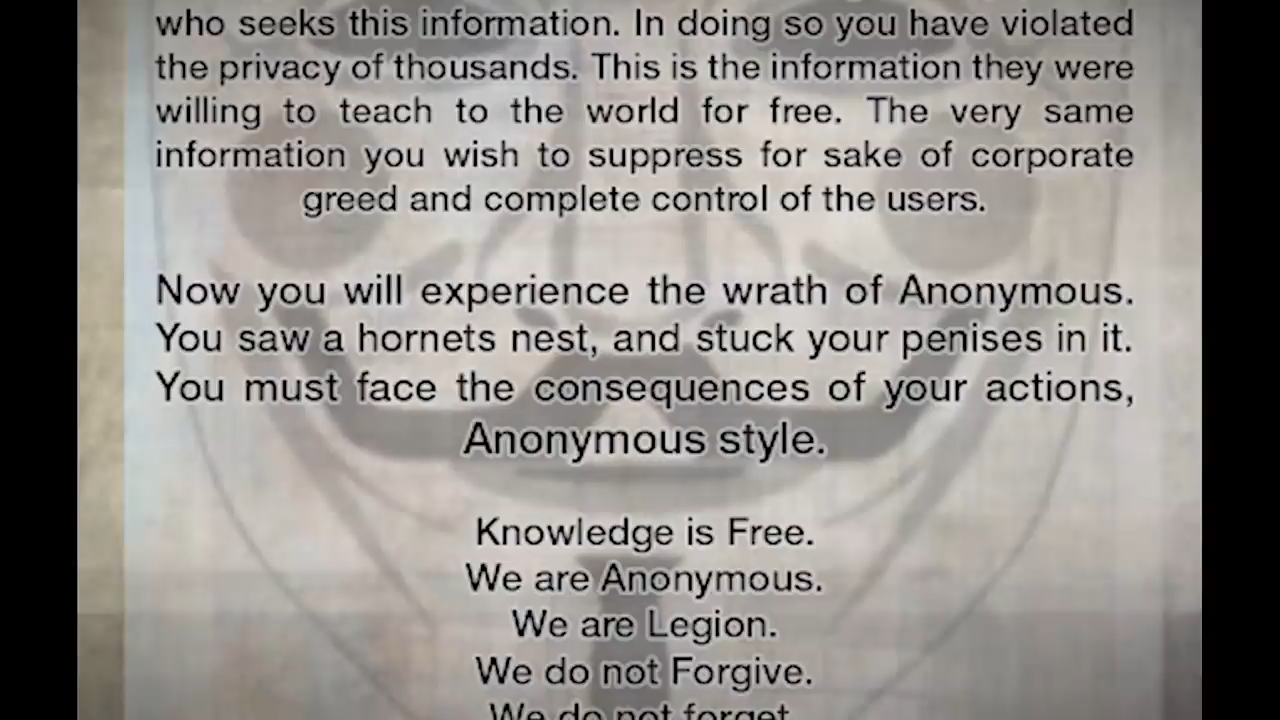 who seeks this information. In doing so you have violated
the privacy of thousands. This is the information they were
willing to teach to the world for free. The very same
information you wish to suppress for sake of corporate
greed and complete control of the users.
Now you will experience the wrath of Anonymous.
You saw a hornets nest, and stuck your penises in it.
You must face the consequences of your actions,
Anonymous style.
Knowledge is Free.
We are Anonymous.
We are Legion.
We do not Forgive.
We do not forget.